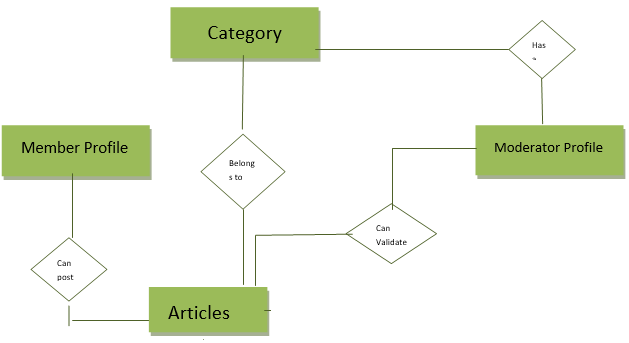 Category
Has
Member Profile
Moderator Profile
Belong
s to
Can
Validate
Can
post
Articles